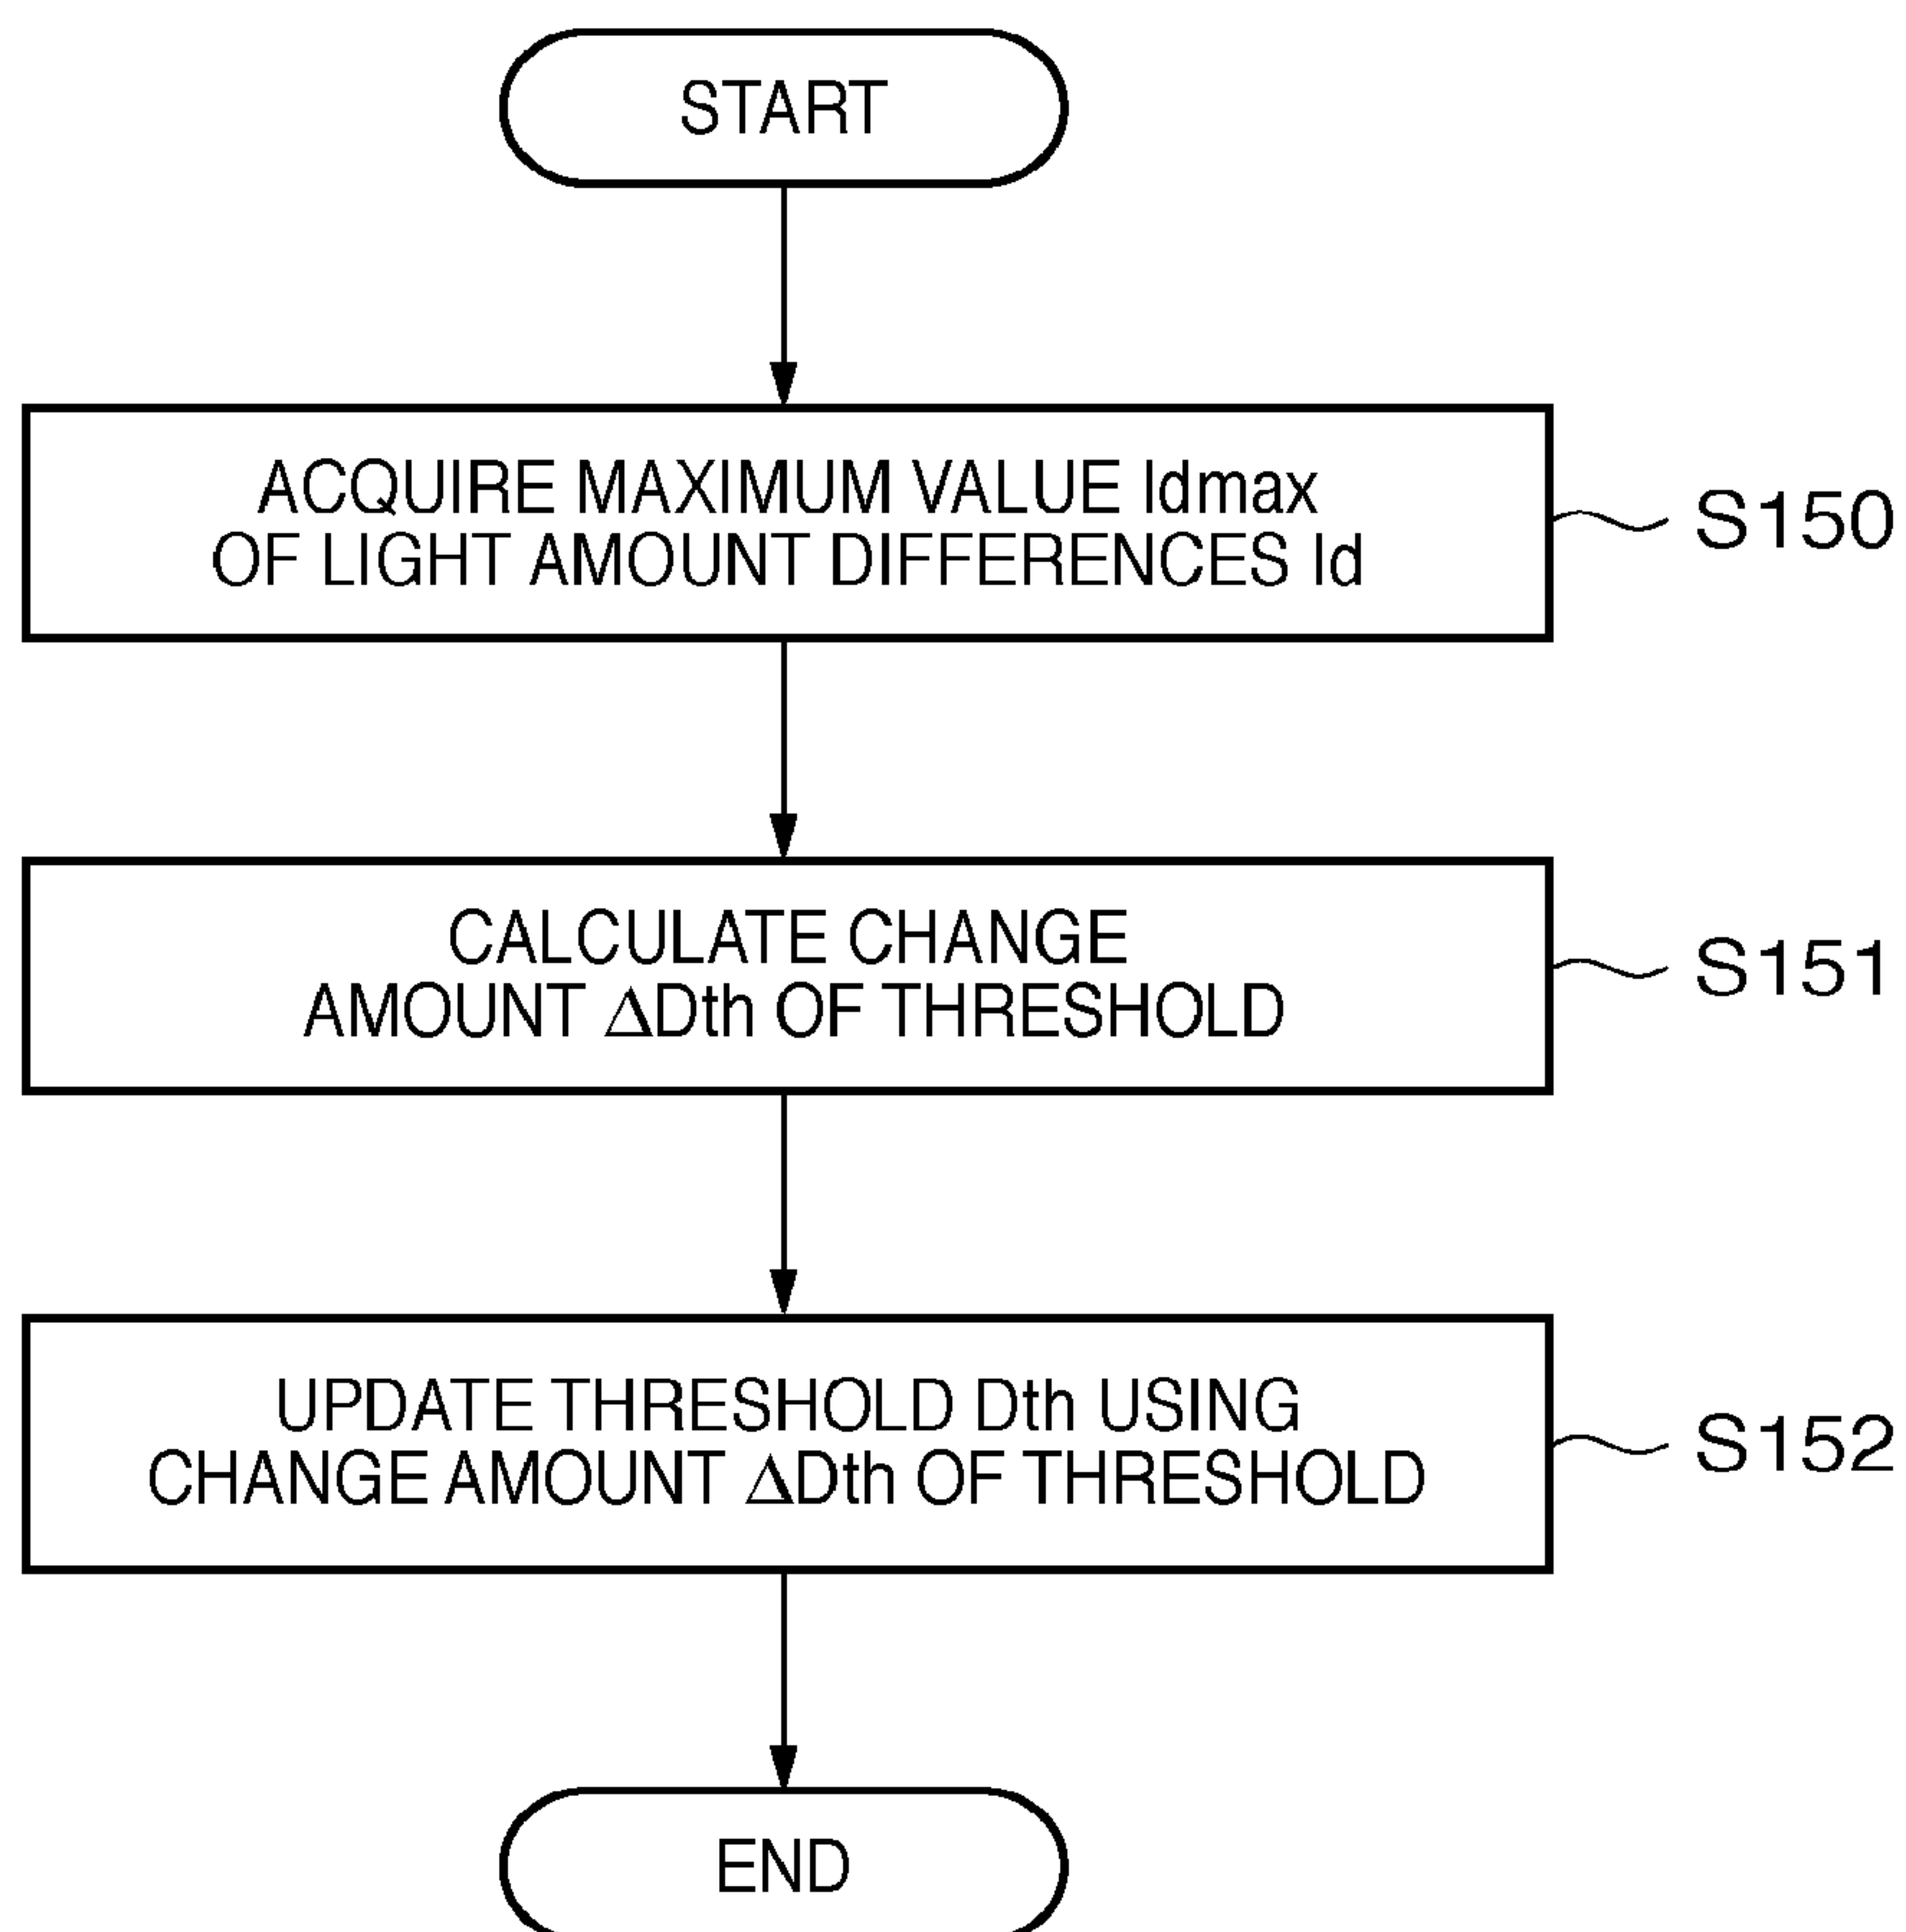 START
ACQUIRE MAXIMUM VALUE Idmax
OF LIGHT AMOUNT DIFFERENCES Id
S150
CALCULATE CHANGE
AMOUNT ΔDth OF THRESHOLD
S151
UPDATE THRESHOLD Dth USING
CHANGE AMOUNT ΔDth OF THRESHOLD
S152
END